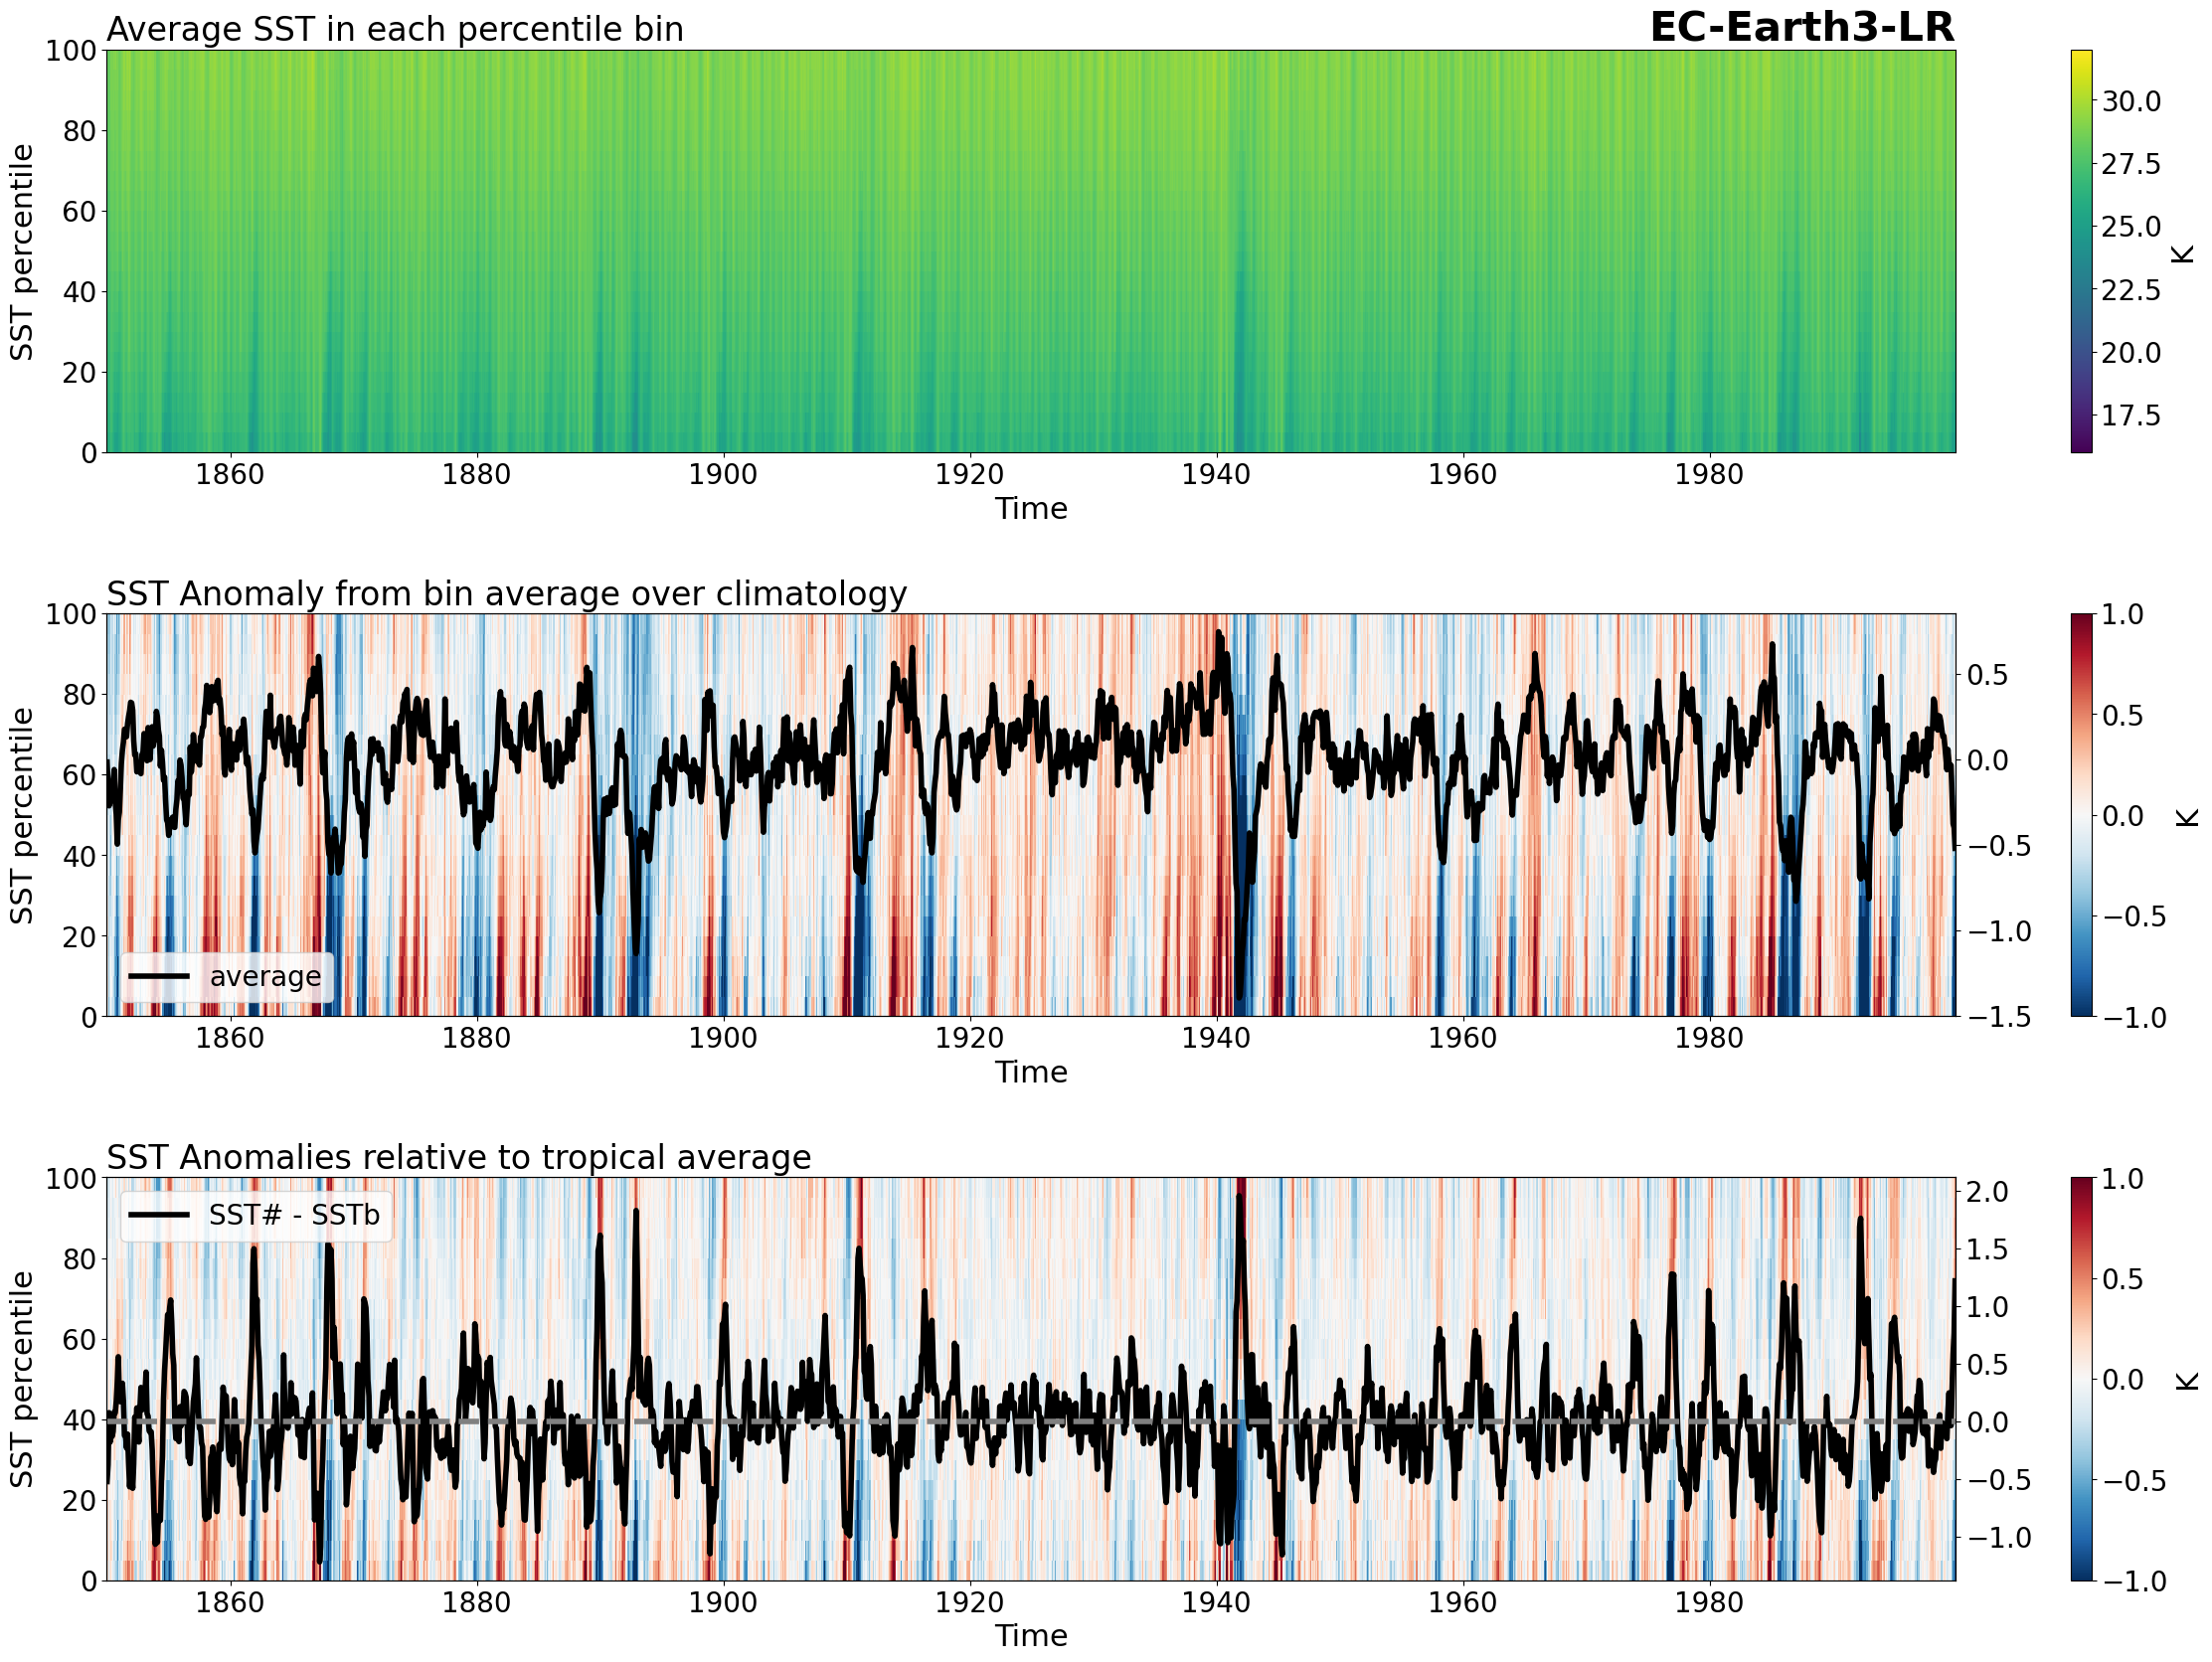 Average SST in each percentile bin
EC-Earth3-LR
100
80
60
40
20
0
SST percentile
1860 1880 1900 1920 1940 1960 1980
Time
30.0
27.5
25.0
22.5
20.0
17.5
K
SST Anomaly from bin average over climatology
100
80
60
40
20
0
SST percentile
average
1860 1880 1900 1920 1940 1960 1980
Time
0.5
0.0
−0.5
−1.0
−1.5
1.0
0.5
0.0
−0.5
−1.0
K
SST Anomalies relative to tropical average
100
80
60
40
20
0
SST percentile
SST# - SSTb
1860 1880 1900 1920 1940 1960 1980
Time
2.0
1.5
1.0
0.5
0.0
−0.5
−1.0
1.0
0.5
0.0
−0.5
−1.0
K